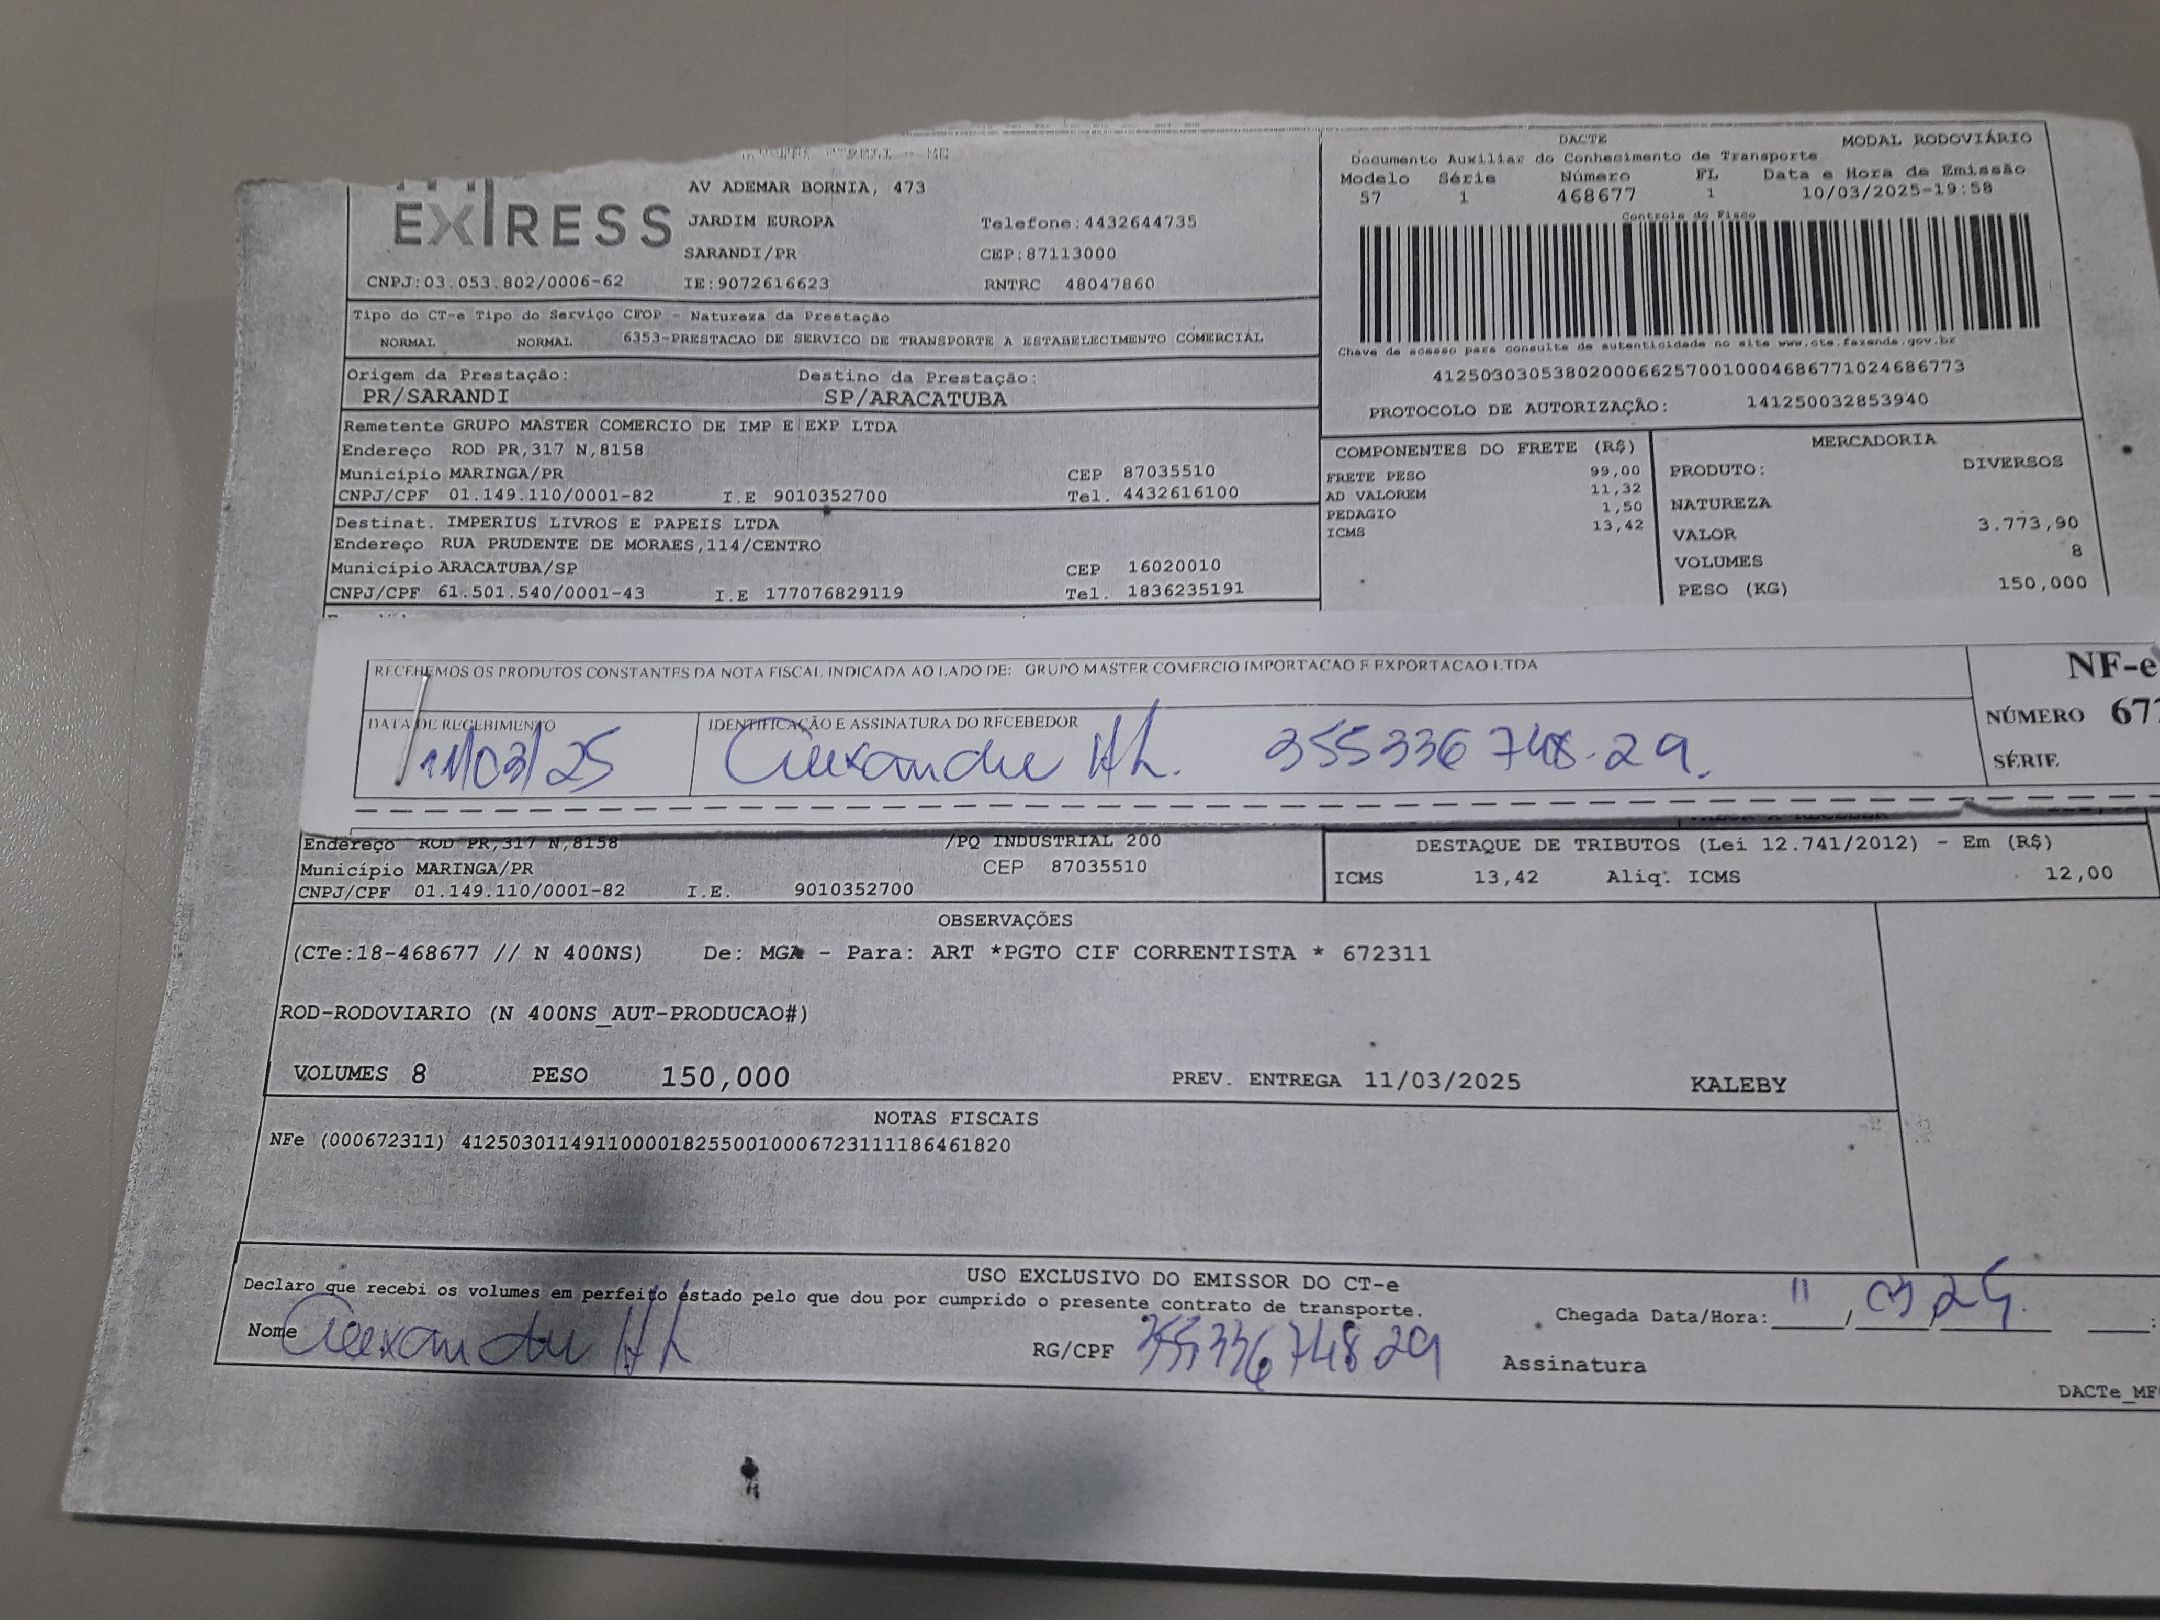 DACTE MODAL RODOVIÁRIO
Documento Auxiliar do Conhecimento de Transporte
Modelo Série Número FL Data e Hora de Emissão
57 1 468677 1 10/03/2025-19:58
Controle do Fisco
EXPRESS
AV ADEMAR BORNIA, 473
JARDIM EUROPA Telefone:4432644735
SARANDI/PR CEP:87113000
CNPJ:03.053.802/0006-62 IE:9072616623 RNTRC 48047860
Tipo do CT-e Tipo do Serviço CFOP - Natureza da Prestação
NORMAL NORMAL 6353-PRESTACAO DE SERVICO DE TRANSPORTE A ESTABELECIMENTO COMERCIAL
Chave de acesso para consulta de autenticidade no site www.cte.fazenda.gov.br
41250303053802000662570010004686771024686773
PROTOCOLO DE AUTORIZAÇÃO: 141250032853940
Origem da Prestação: Destino da Prestação:
PR/SARANDI SP/ARACATUBA
Remetente GRUPO MASTER COMERCIO DE IMP E EXP LTDA
Endereço ROD PR,317 N,8158
Município MARINGA/PR CEP 87035510
CNPJ/CPF 01.149.110/0001-82 I.E 9010352700 Tel. 4432616100
Destinat. IMPERIUS LIVROS E PAPEIS LTDA
Endereço RUA PRUDENTE DE MORAES,114/CENTRO
Município ARACATUBA/SP CEP 16020010
CNPJ/CPF 61.501.540/0001-43 I.E 177076829119 Tel. 1836235191
COMPONENTES DO FRETE (R$)
FRETE PESO 99,00
AD VALOREM 11,32
PEDAGIO 1,50
ICMS 13,42
MERCADORIA
PRODUTO: DIVERSOS
NATUREZA
VALOR 3.773,90
VOLUMES 8
PESO (KG) 150,000
RECEBEMOS OS PRODUTOS CONSTANTES DA NOTA FISCAL INDICADA AO LADO DE: GRUPO MASTER COMERCIO IMPORTACAO E EXPORTACAO LTDA
NF-e
NÚMERO 67
SÉRIE
DATA DE RECEBIMENTO IDENTIFICAÇÃO E ASSINATURA DO RECEBEDOR
11/03/25 Alexandre H L. 355336748-29.
Endereço ROD PR,317 N,8158 /PQ INDUSTRIAL 200
Município MARINGA/PR CEP 87035510
CNPJ/CPF 01.149.110/0001-82 I.E. 9010352700
DESTAQUE DE TRIBUTOS (Lei 12.741/2012) - Em (R$)
ICMS 13,42 Aliq. ICMS 12,00
OBSERVAÇÕES
(CTe:18-468677 // N 400NS) De: MGA - Para: ART *PGTO CIF CORRENTISTA * 672311
ROD-RODOVIARIO (N 400NS_AUT-PRODUCAO#)
VOLUMES 8 PESO 150,000 PREV. ENTREGA 11/03/2025 KALEBY
NOTAS FISCAIS
NFe (000672311) 41250301149110000182550010006723111186461820
USO EXCLUSIVO DO EMISSOR DO CT-e
Declaro que recebi os volumes em perfeito estado pelo que dou por cumprido o presente contrato de transporte.
Chegada Data/Hora: 11/03/25. :
Nome Alexandre H L RG/CPF 35533674829 Assinatura
DACTe_MF